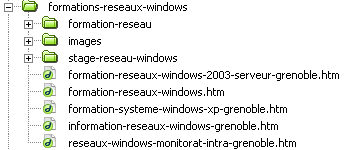 formations-reseaux-windows
formation-reseau
images
stage-reseau-windows
formation-reseaux-windows-2003-serveur-grenoble.htm
formation-reseaux-windows.htm
formation-systeme-windows-xp-grenoble.htm
information-reseaux-windows-grenoble.htm
reseaux-windows-monitorat-intra-grenoble.htm